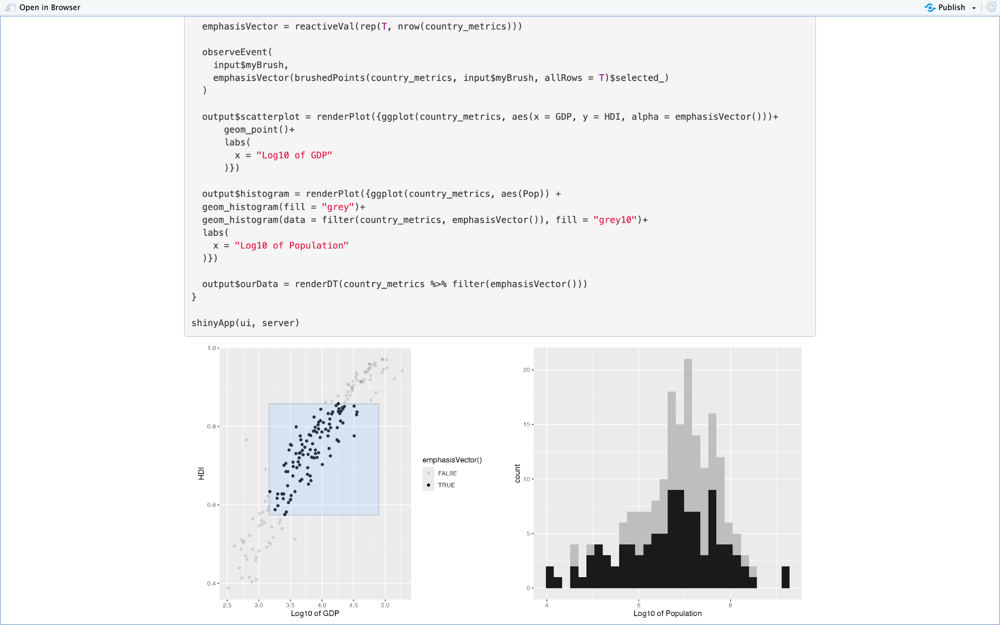 Open in Browser
Publish
emphasisVector = reactiveVal(rep(T, nrow(country_metrics)))
observeEvent(
input$myBrush,
emphasisVector(brushedPoints(country_metrics, input$myBrush, allRows = T)$selected_)
)
output$scatterplot = renderPlot({ggplot(country_metrics, aes(x = GDP, y = HDI, alpha = emphasisVector()))+
geom_point()+
labs(
x = "Log10 of GDP"
)})
output$histogram = renderPlot({ggplot(country_metrics, aes(Pop)) +
geom_histogram(fill = "grey")+
geom_histogram(data = filter(country_metrics, emphasisVector()), fill = "grey10")+
labs(
x = "Log10 of Population"
)})
output$ourData = renderDT(country_metrics %>% filter(emphasisVector()))
}
shinyApp(ui, server)
1.0
0.8
0.6
0.4
HDI
2.5 3.0 3.5 4.0 4.5 5.0
Log10 of GDP
emphasisVector()
FALSE
TRUE
20
15
10
5
0
count
4 6 8
Log10 of Population